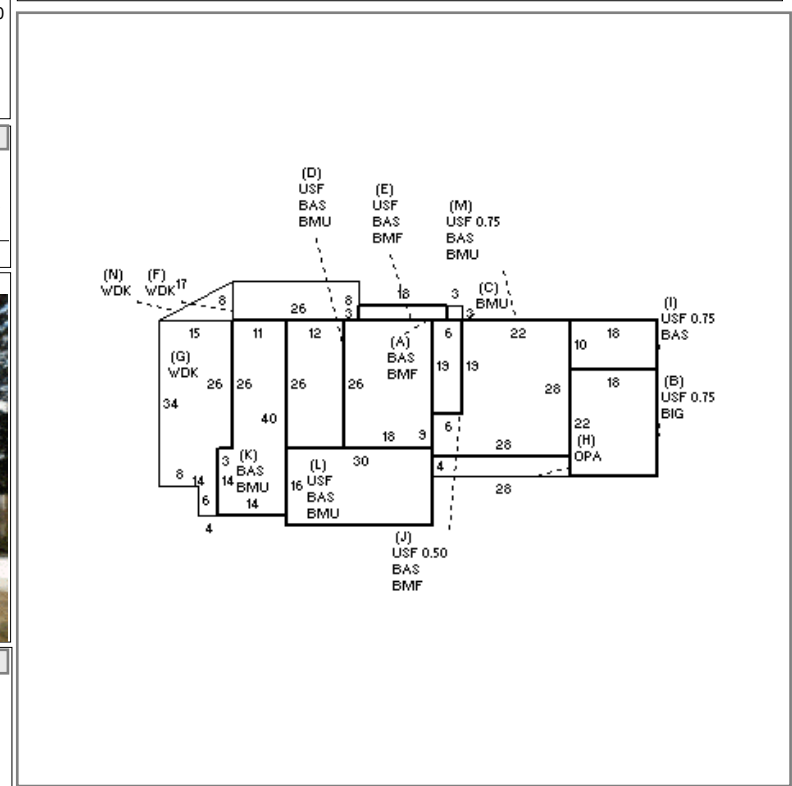 (D)
USF
BAS
BMU
(E)
USF
BAS
BMF
(M)
USF 0.75
BAS
BMU
(N)
WDK
(F)
WDK
17
8
26
8
3
18
3
(C)
BMU
3
(I)
USF 0.75
BAS
15
11
12
(A)
BAS
BMF
6
22
18
10
(G)
WDK
26
26
26
26
19
19
28
18
(B)
USF 0.75
BIG
34
40
18
9
6
28
22
(H)
OPA
3
(K)
BAS
BMU
30
4
28
8
14
14
16
(L)
USF
BAS
BMU
6
14
4
(J)
USF 0.50
BAS
BMF